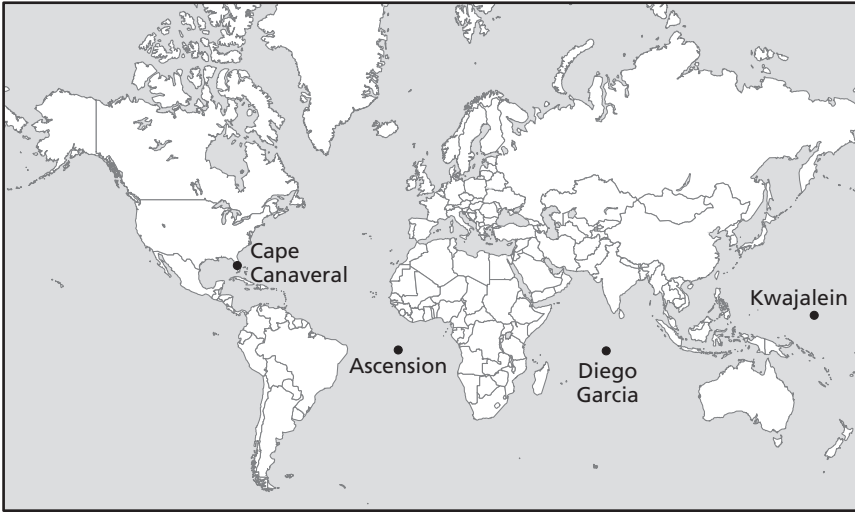 Cape
Canaveral
Kwajalein
Ascension
Diego
Garcia